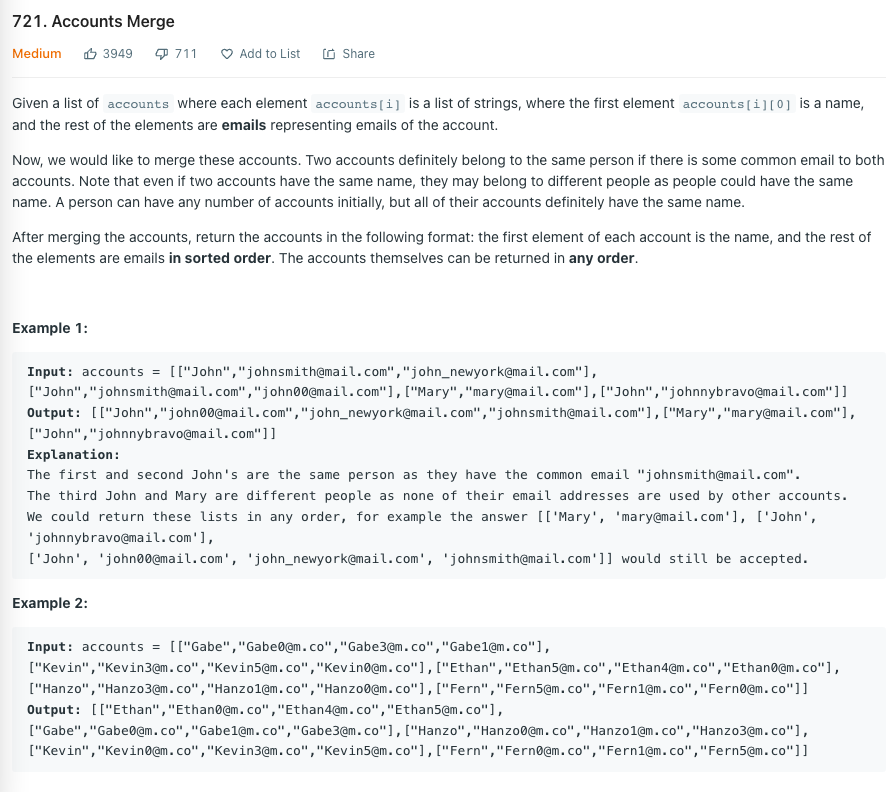 721. Accounts Merge
Medium 3949 711 Add to List Share
Given a list of accounts where each element accounts[i] is a list of strings, where the first element accounts[i][0] is a name,
and the rest of the elements are emails representing emails of the account.
Now, we would like to merge these accounts. Two accounts definitely belong to the same person if there is some common email to both
accounts. Note that even if two accounts have the same name, they may belong to different people as people could have the same
name. A person can have any number of accounts initially, but all of their accounts definitely have the same name.
After merging the accounts, return the accounts in the following format: the first element of each account is the name, and the rest of
the elements are emails in sorted order. The accounts themselves can be returned in any order.
Example 1:
Input: accounts = [["John","johnsmith@mail.com","john_newyork@mail.com"],
["John","johnsmith@mail.com","john00@mail.com"],["Mary","mary@mail.com"],["John","johnnybravo@mail.com"]]
Output: [["John","john00@mail.com","john_newyork@mail.com","johnsmith@mail.com"],["Mary","mary@mail.com"],
["John","johnnybravo@mail.com"]]
Explanation:
The first and second John's are the same person as they have the common email "johnsmith@mail.com".
The third John and Mary are different people as none of their email addresses are used by other accounts.
We could return these lists in any order, for example the answer [['Mary', 'mary@mail.com'], ['John',
'johnnybravo@mail.com'],
['John', 'john00@mail.com', 'john_newyork@mail.com', 'johnsmith@mail.com']] would still be accepted.
Example 2:
Input: accounts = [["Gabe","Gabe0@m.co","Gabe3@m.co","Gabe1@m.co"],
["Kevin","Kevin3@m.co","Kevin5@m.co","Kevin0@m.co"],["Ethan","Ethan5@m.co","Ethan4@m.co","Ethan0@m.co"],
["Hanzo","Hanzo3@m.co","Hanzo1@m.co","Hanzo0@m.co"],["Fern","Fern5@m.co","Fern1@m.co","Fern0@m.co"]]
Output: [["Ethan","Ethan0@m.co","Ethan4@m.co","Ethan5@m.co"],
["Gabe","Gabe0@m.co","Gabe1@m.co","Gabe3@m.co"],["Hanzo","Hanzo0@m.co","Hanzo1@m.co","Hanzo3@m.co"],
["Kevin","Kevin0@m.co","Kevin3@m.co","Kevin5@m.co"],["Fern","Fern0@m.co","Fern1@m.co","Fern5@m.co"]]